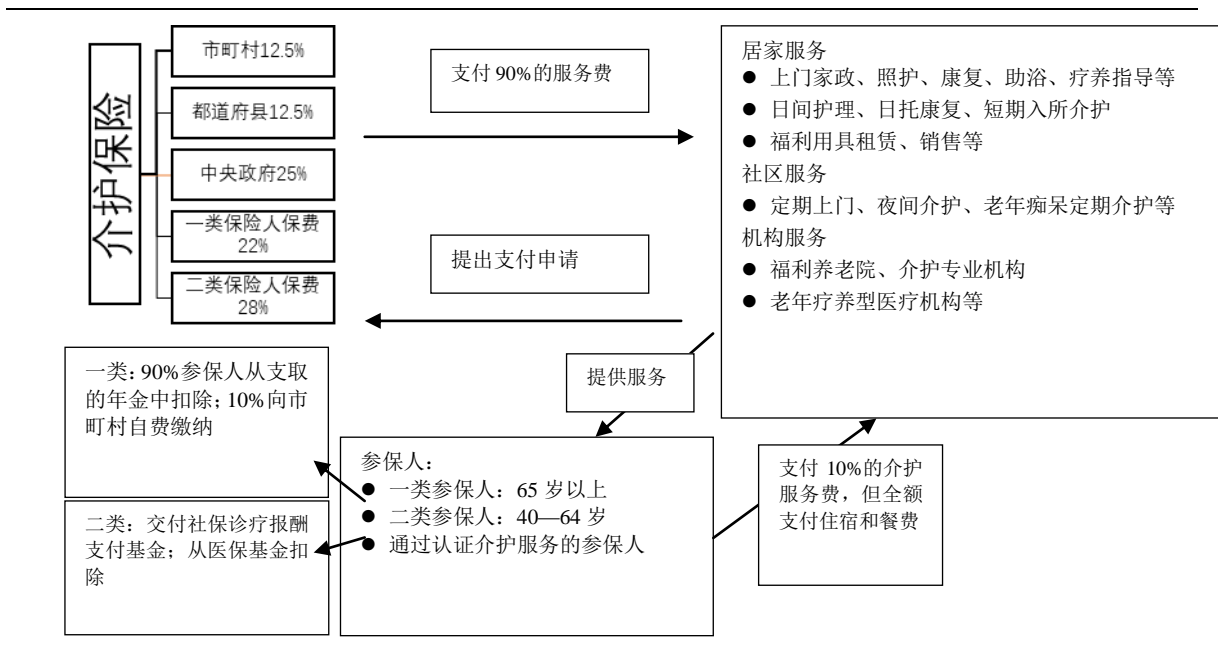 介护保险
市町村12.5%
都道府县12.5%
中央政府25%
一类保险人保费
22%
二类保险人保费
28%
支付 90%的服务费
提出支付申请
居家服务
● 上门家政、照护、康复、助浴、疗养指导等
● 日间护理、日托康复、短期入所介护
● 福利用具租赁、销售等
社区服务
● 定期上门、夜间介护、老年痴呆定期介护等
机构服务
● 福利养老院、介护专业机构
● 老年疗养型医疗机构等
提供服务
一类：90%参保人从支取
的年金中扣除；10%向市
町村自费缴纳
二类：交付社保诊疗报酬
支付基金；从医保基金扣
除
参保人：
● 一类参保人：65 岁以上
● 二类参保人：40—64 岁
● 通过认证介护服务的参保人
支付 10%的介护
服务费，但全额
支付住宿和餐费